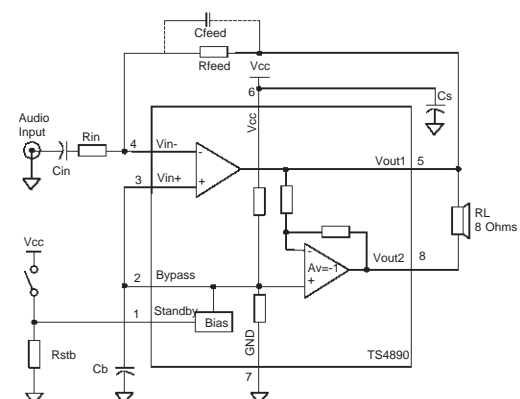 Cfeed
Rfeed
Vcc
6
Vcc
Cs
Audio
Input
Rin
Cin
4
Vin-
-
Vout1
5
3
Vin+
+
RL
8 Ohms
Vcc
-
Av=-1
+
Vout2
8
2
Bypass
1
Standby
Bias
Rstb
Cb
GND
TS4890
7